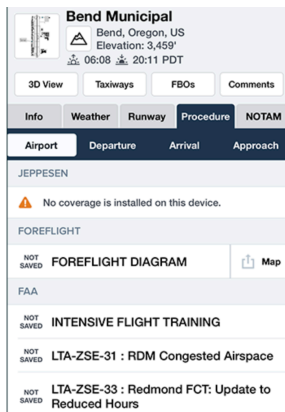 Bend Municipal
Bend, Oregon, US
Elevation: 3,459'
06:08 20:11 PDT
3D View Taxiways FBOs Comments
Info Weather Runway Procedure NOTAM
Airport Departure Arrival Approach
JEPPESEN
No coverage is installed on this device.
FOREFLIGHT
NOT SAVED FOREFLIGHT DIAGRAM Map
FAA
NOT SAVED INTENSIVE FLIGHT TRAINING
NOT SAVED LTA-ZSE-31 : RDM Congested Airspace
NOT SAVED LTA-ZSE-33 : Redmond FCT: Update to
Reduced Hours